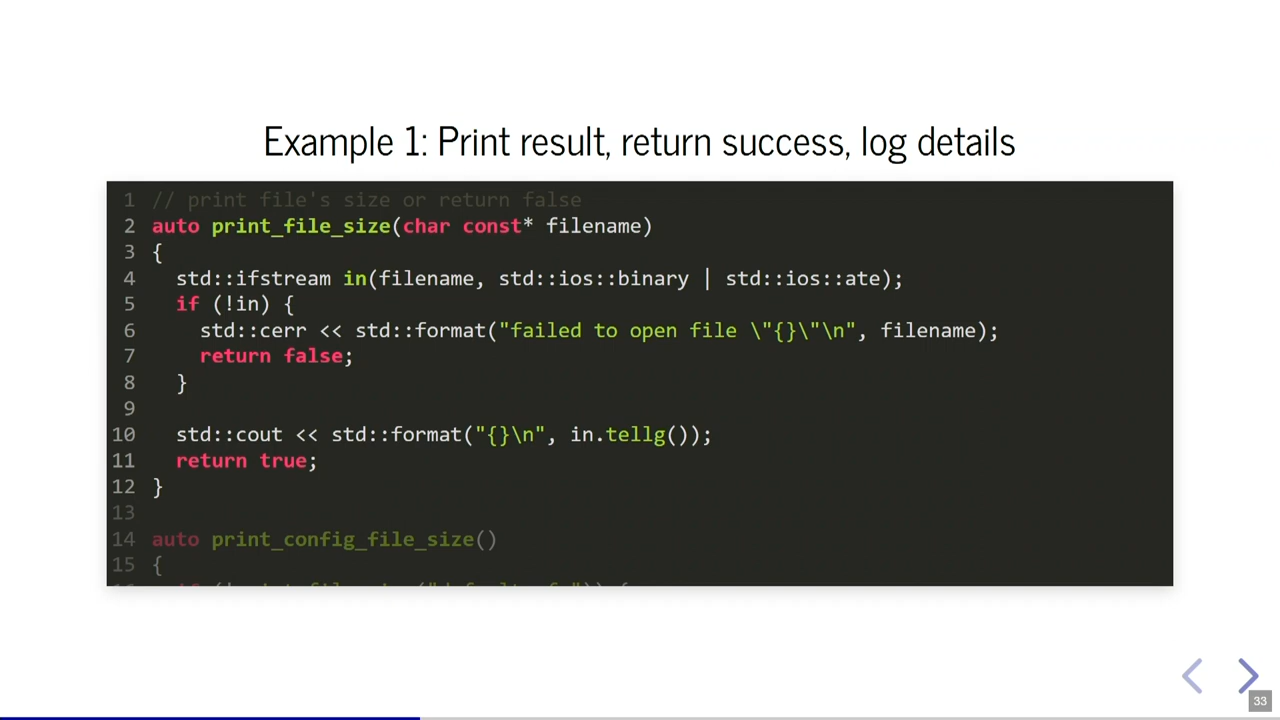 Example 1: Print result, return success, log details
1 // print file's size or return false
2 auto print_file_size(char const* filename)
3 {
4   std::ifstream in(filename, std::ios::binary | std::ios::ate);
5   if (!in) {
6     std::cerr << std::format("failed to open file \"{}\"\n", filename);
7     return false;
8   }
9
10   std::cout << std::format("{}\n", in.tellg());
11   return true;
12 }
13
14 auto print_config_file_size()
15 {
33